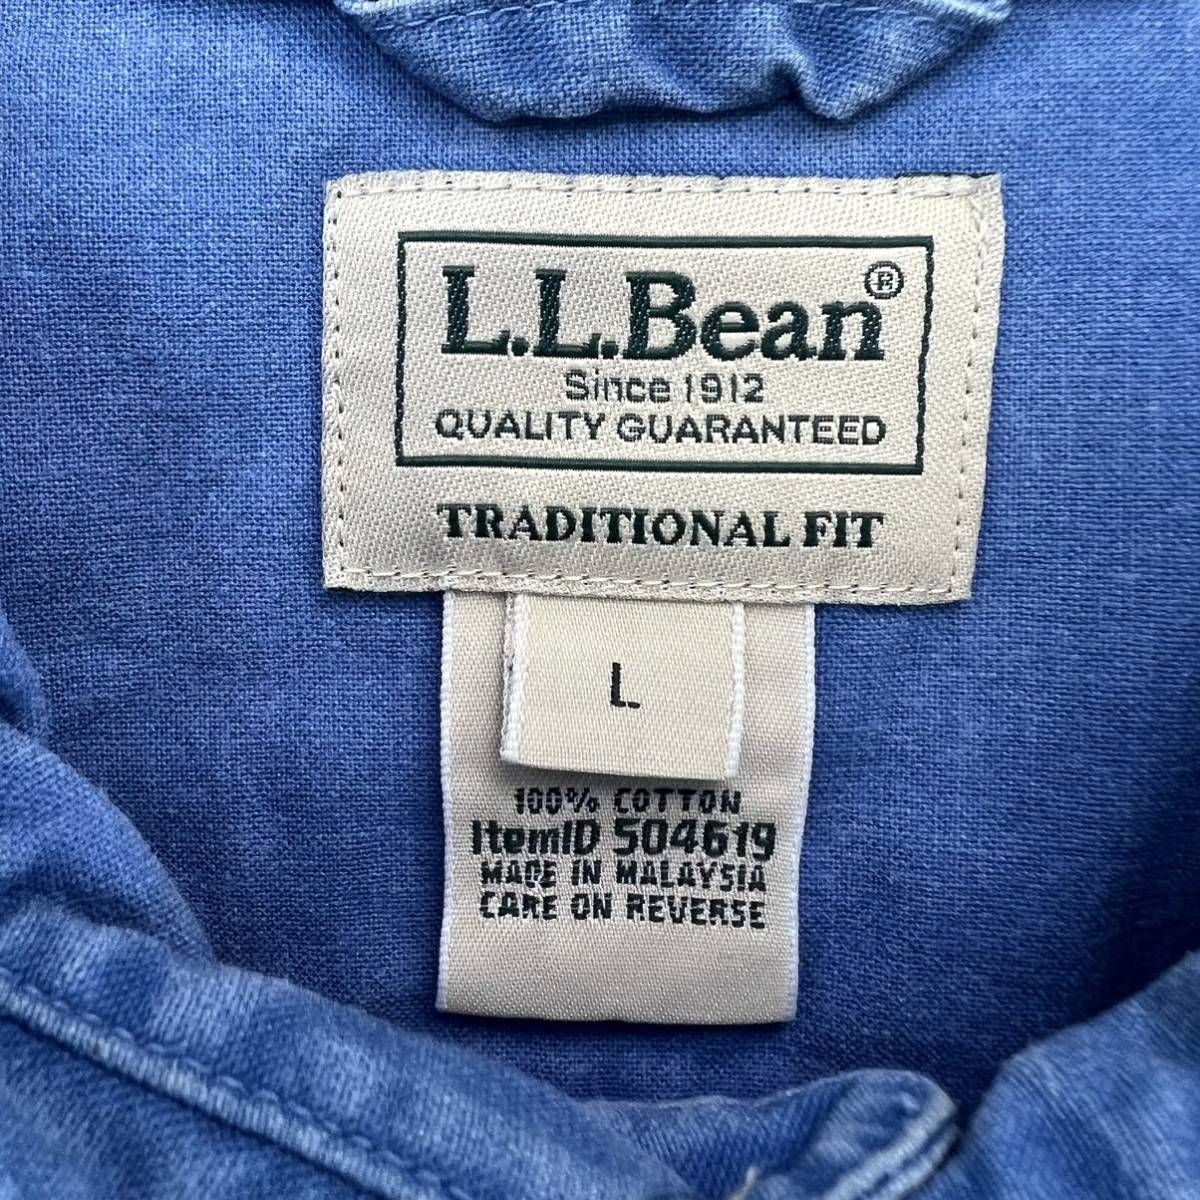 L.L.Bean®
Since 1912
QUALITY GUARANTEED
TRADITIONAL FIT
L
100% COTTON
ItemID 504619
MADE IN MALAYSIA
CARE ON REVERSE